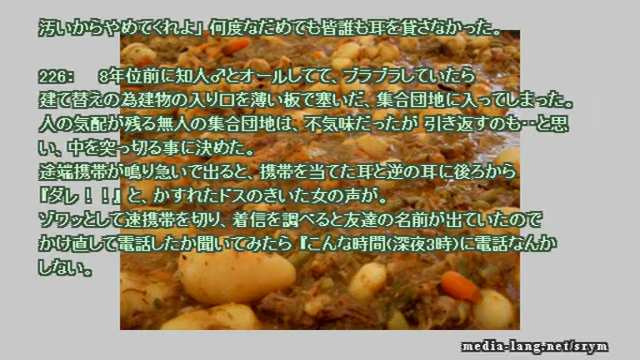 汚いからやめてくれよ」 何度なだめても皆誰も耳を貸さなかった。
226： 8年位前に知人♂とオールしてて、ブラブラしていたら
建て替えの為建物の入り口を薄い板で塞いだ、集合団地に入ってしまった。
人の気配が残る無人の集合団地は、不気味だったが 引き返すのも…と思
い、中を突っ切る事に決めた。
途端携帯が鳴り急いで出ると、携帯を当てた耳と逆の耳に後ろから
『ダレ！！』と、かすれたドスのきいた女の声が。
ゾワッとして速携帯を切り、着信を調べると友達の名前が出ていたので
かけ直して電話したか聞いてみたら『こんな時間(深夜3時)に電話なんか
しない。
media-lang-net/srym